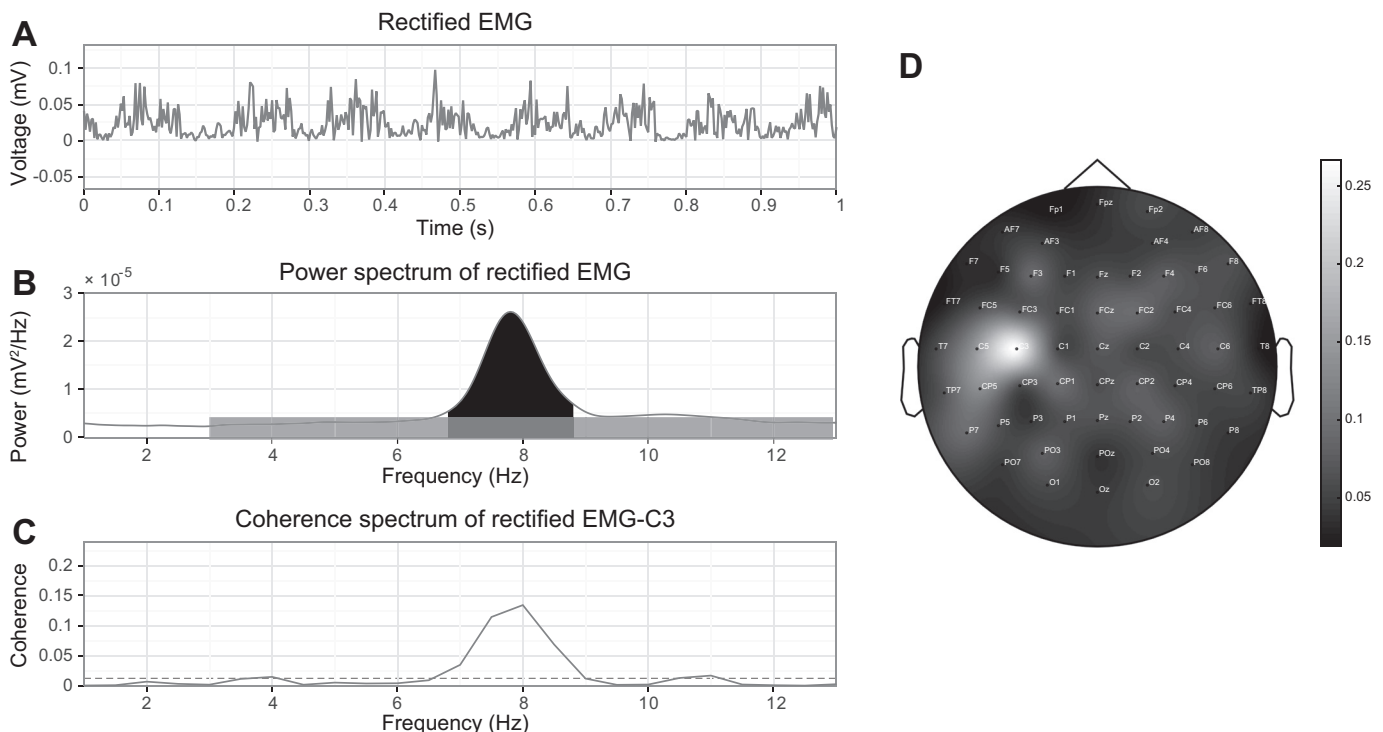 A
Rectified EMG
Voltage (mV)
0.1
0.05
0
-0.05
0 0.1 0.2 0.3 0.4 0.5 0.6 0.7 0.8 0.9 1
Time (s)
B
× 10-5
Power spectrum of rectified EMG
Power (mV²/Hz)
3
2
1
0
2 4 6 8 10 12
Frequency (Hz)
C
Coherence spectrum of rectified EMG-C3
Coherence
0.2
0.15
0.1
0.05
0
2 4 6 8 10 12
Frequency (Hz)
D
Fp1 Fpz Fp2
AF7 AF3 AF4 AF8
F7 F5 F3 F1 Fz F2 F4 F6 F8
FT7 FC5 FC3 FC1 FCz FC2 FC4 FC6 FT8
T7 C5 C3 C1 Cz C2 C4 C6 T8
TP7 CP5 CP3 CP1 CPz CP2 CP4 CP6 TP8
P7 P5 P3 P1 Pz P2 P4 P6 P8
PO7 PO3 POz PO4 PO8
O1 Oz O2
0.25
0.2
0.15
0.1
0.05